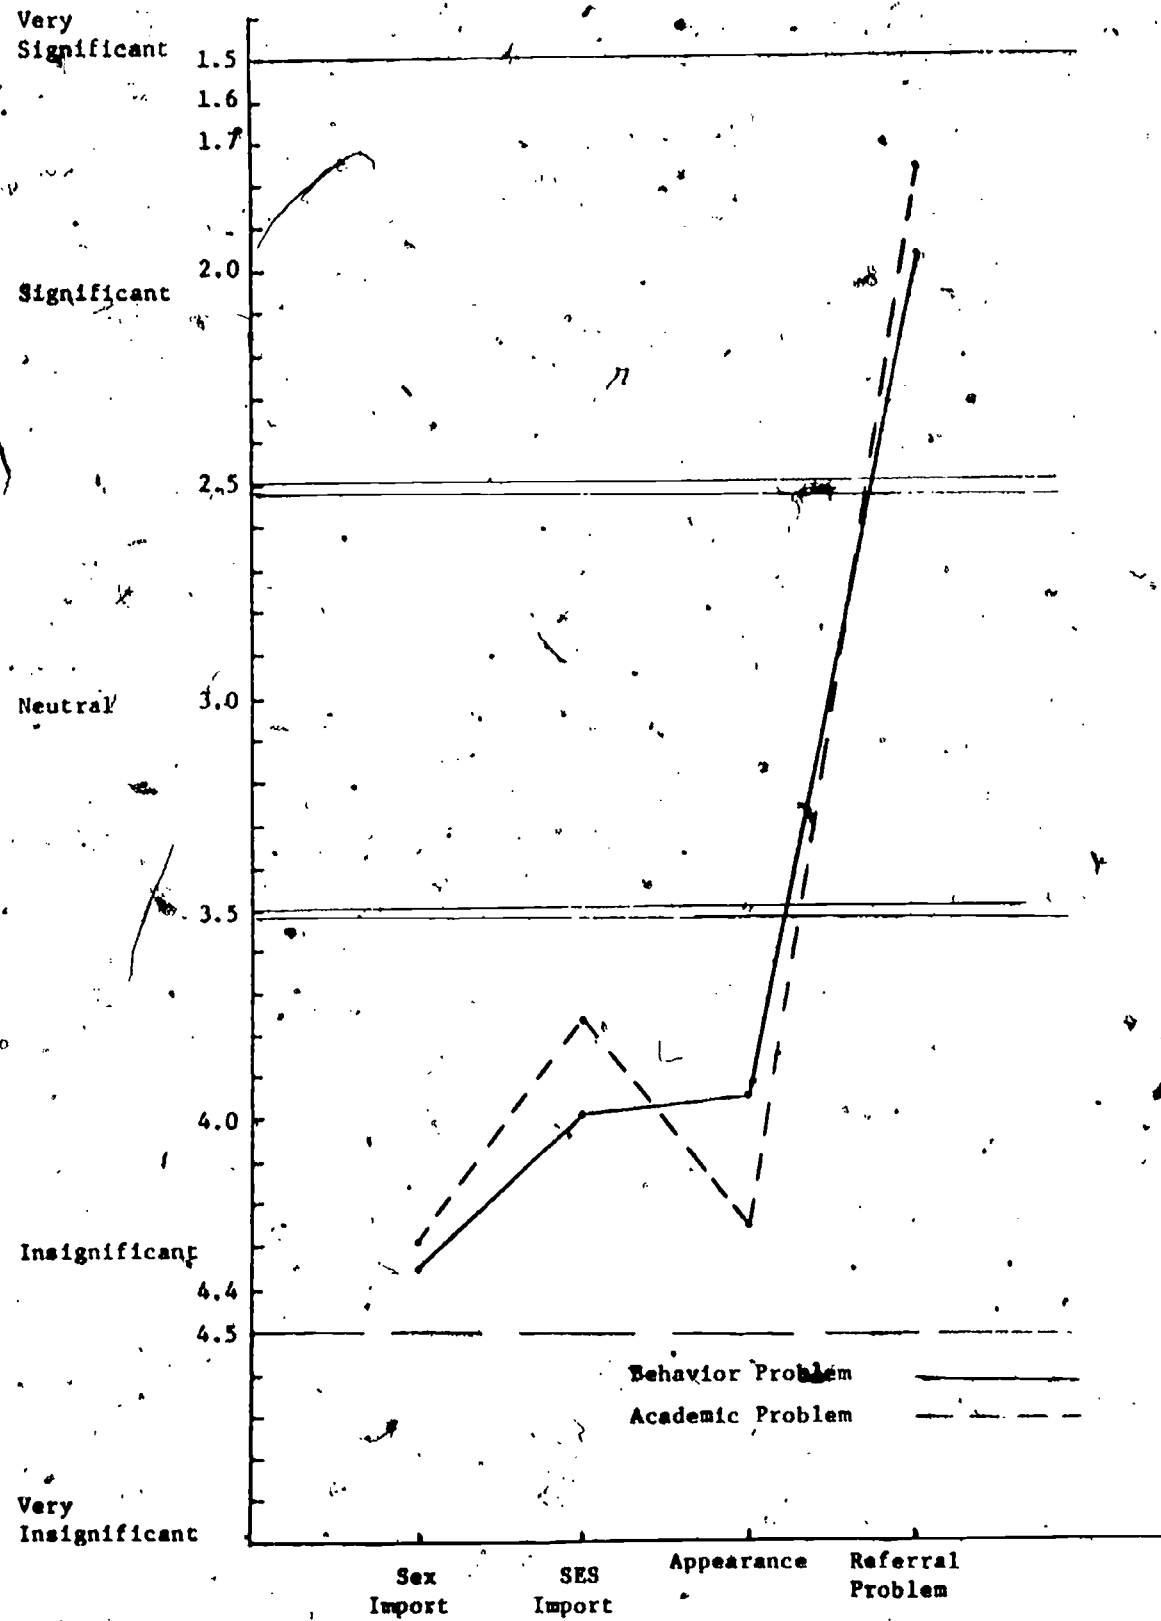 Very
Significant
1.5
1.6
1.7
2.0
Significant
2.5
Neutral
3.0
3.5
4.0
Insignificant
4.4
4.5
Behavior Problem
Academic Problem
Very
Insignificant
Sex
Import
SES
Import
Appearance
Referral
Problem